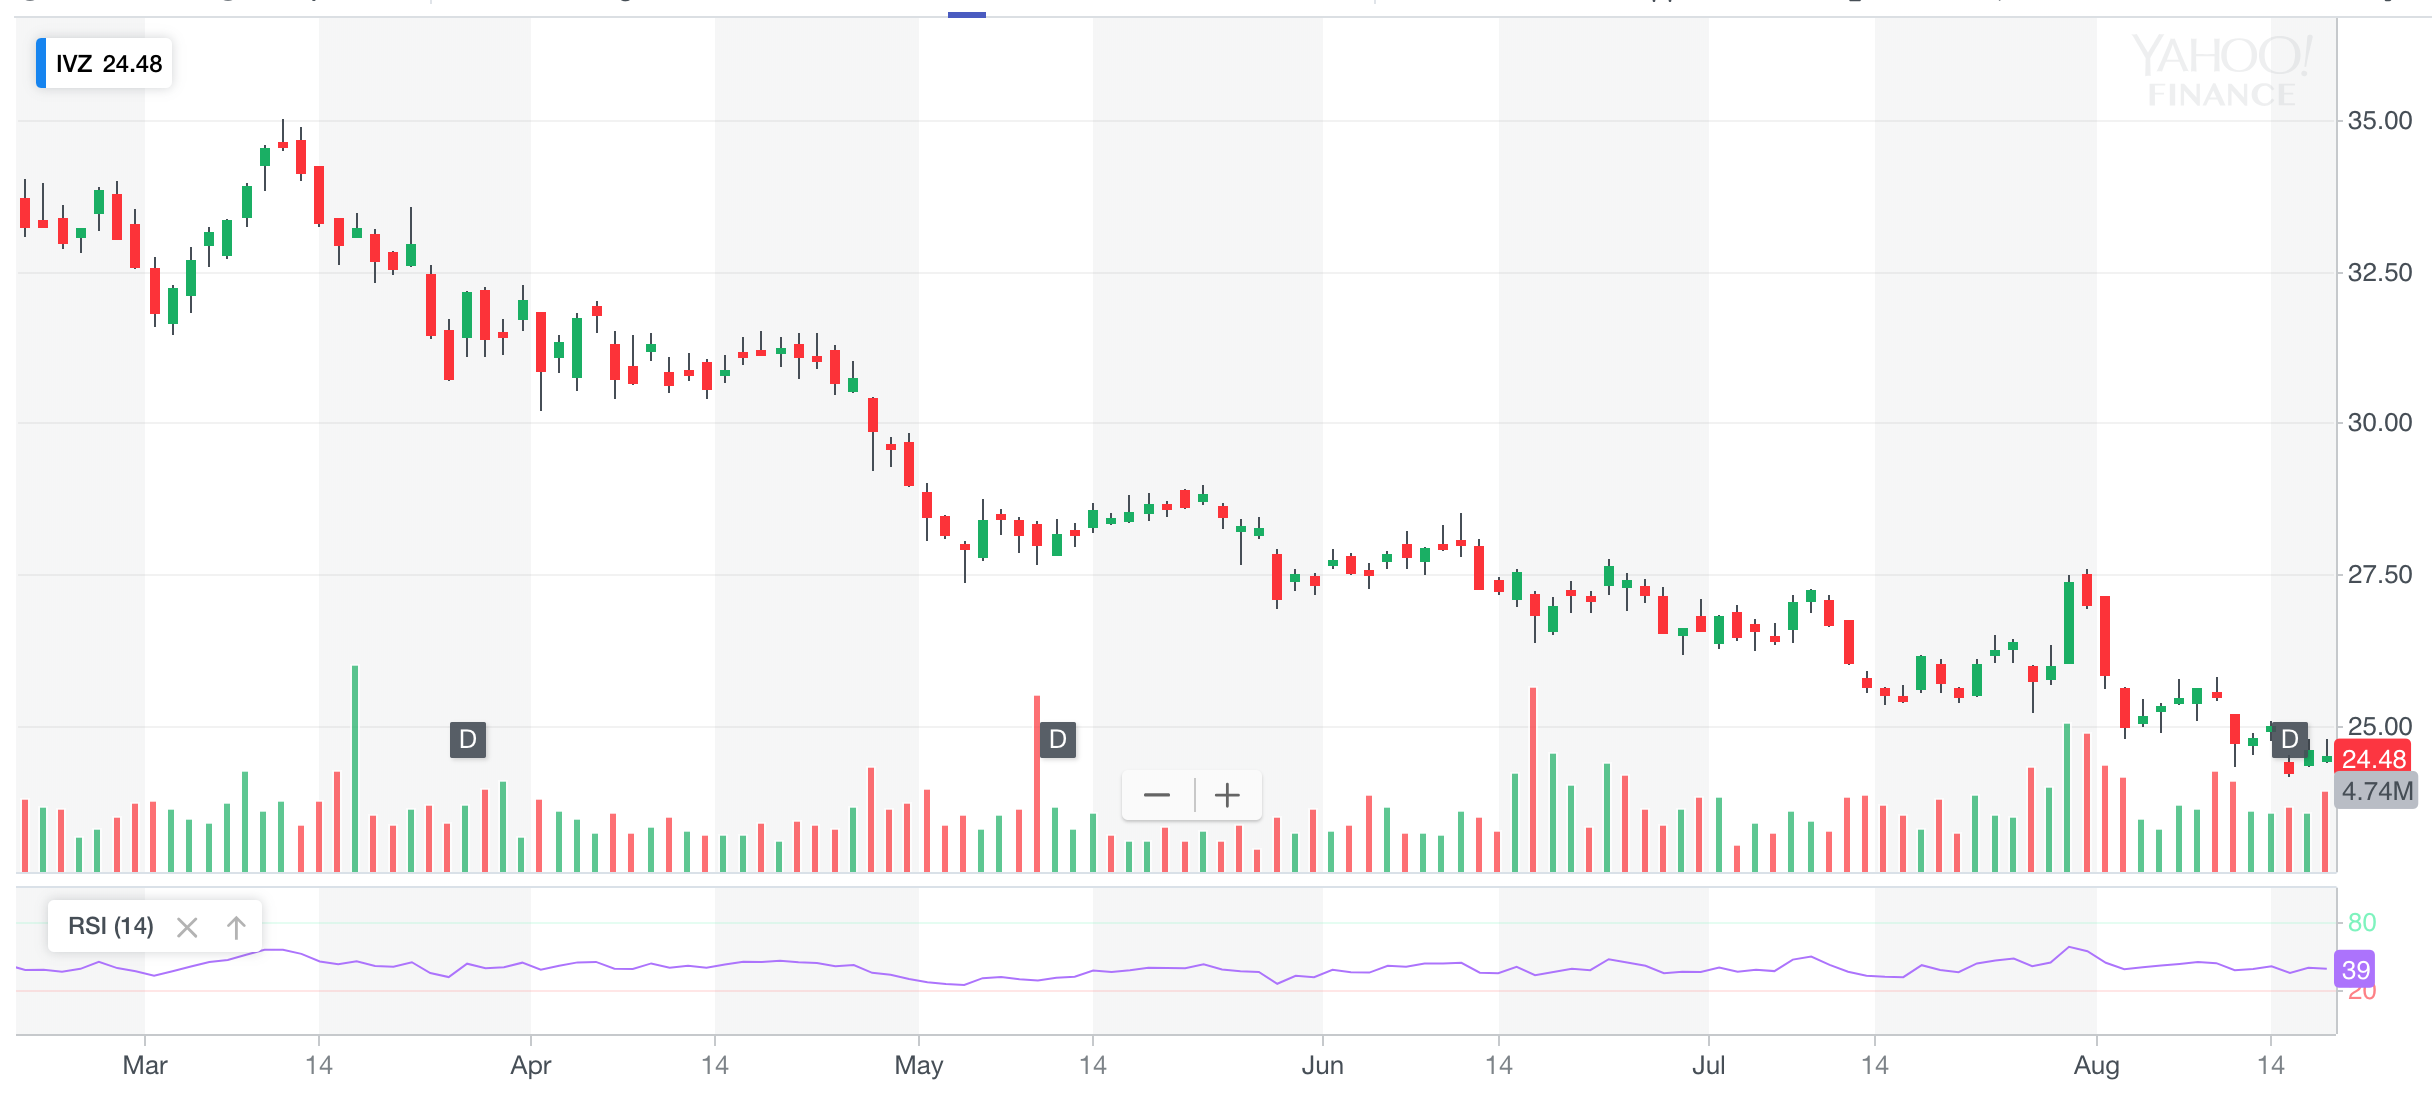 IVZ 24.48
YAHOO!
FINANCE
35.00
32.50
30.00
27.50
25.00
24.48
4.74M
D
D
D
RSI (14)
80
39
20
Mar 14 Apr 14 May 14 Jun 14 Jul 14 Aug 14